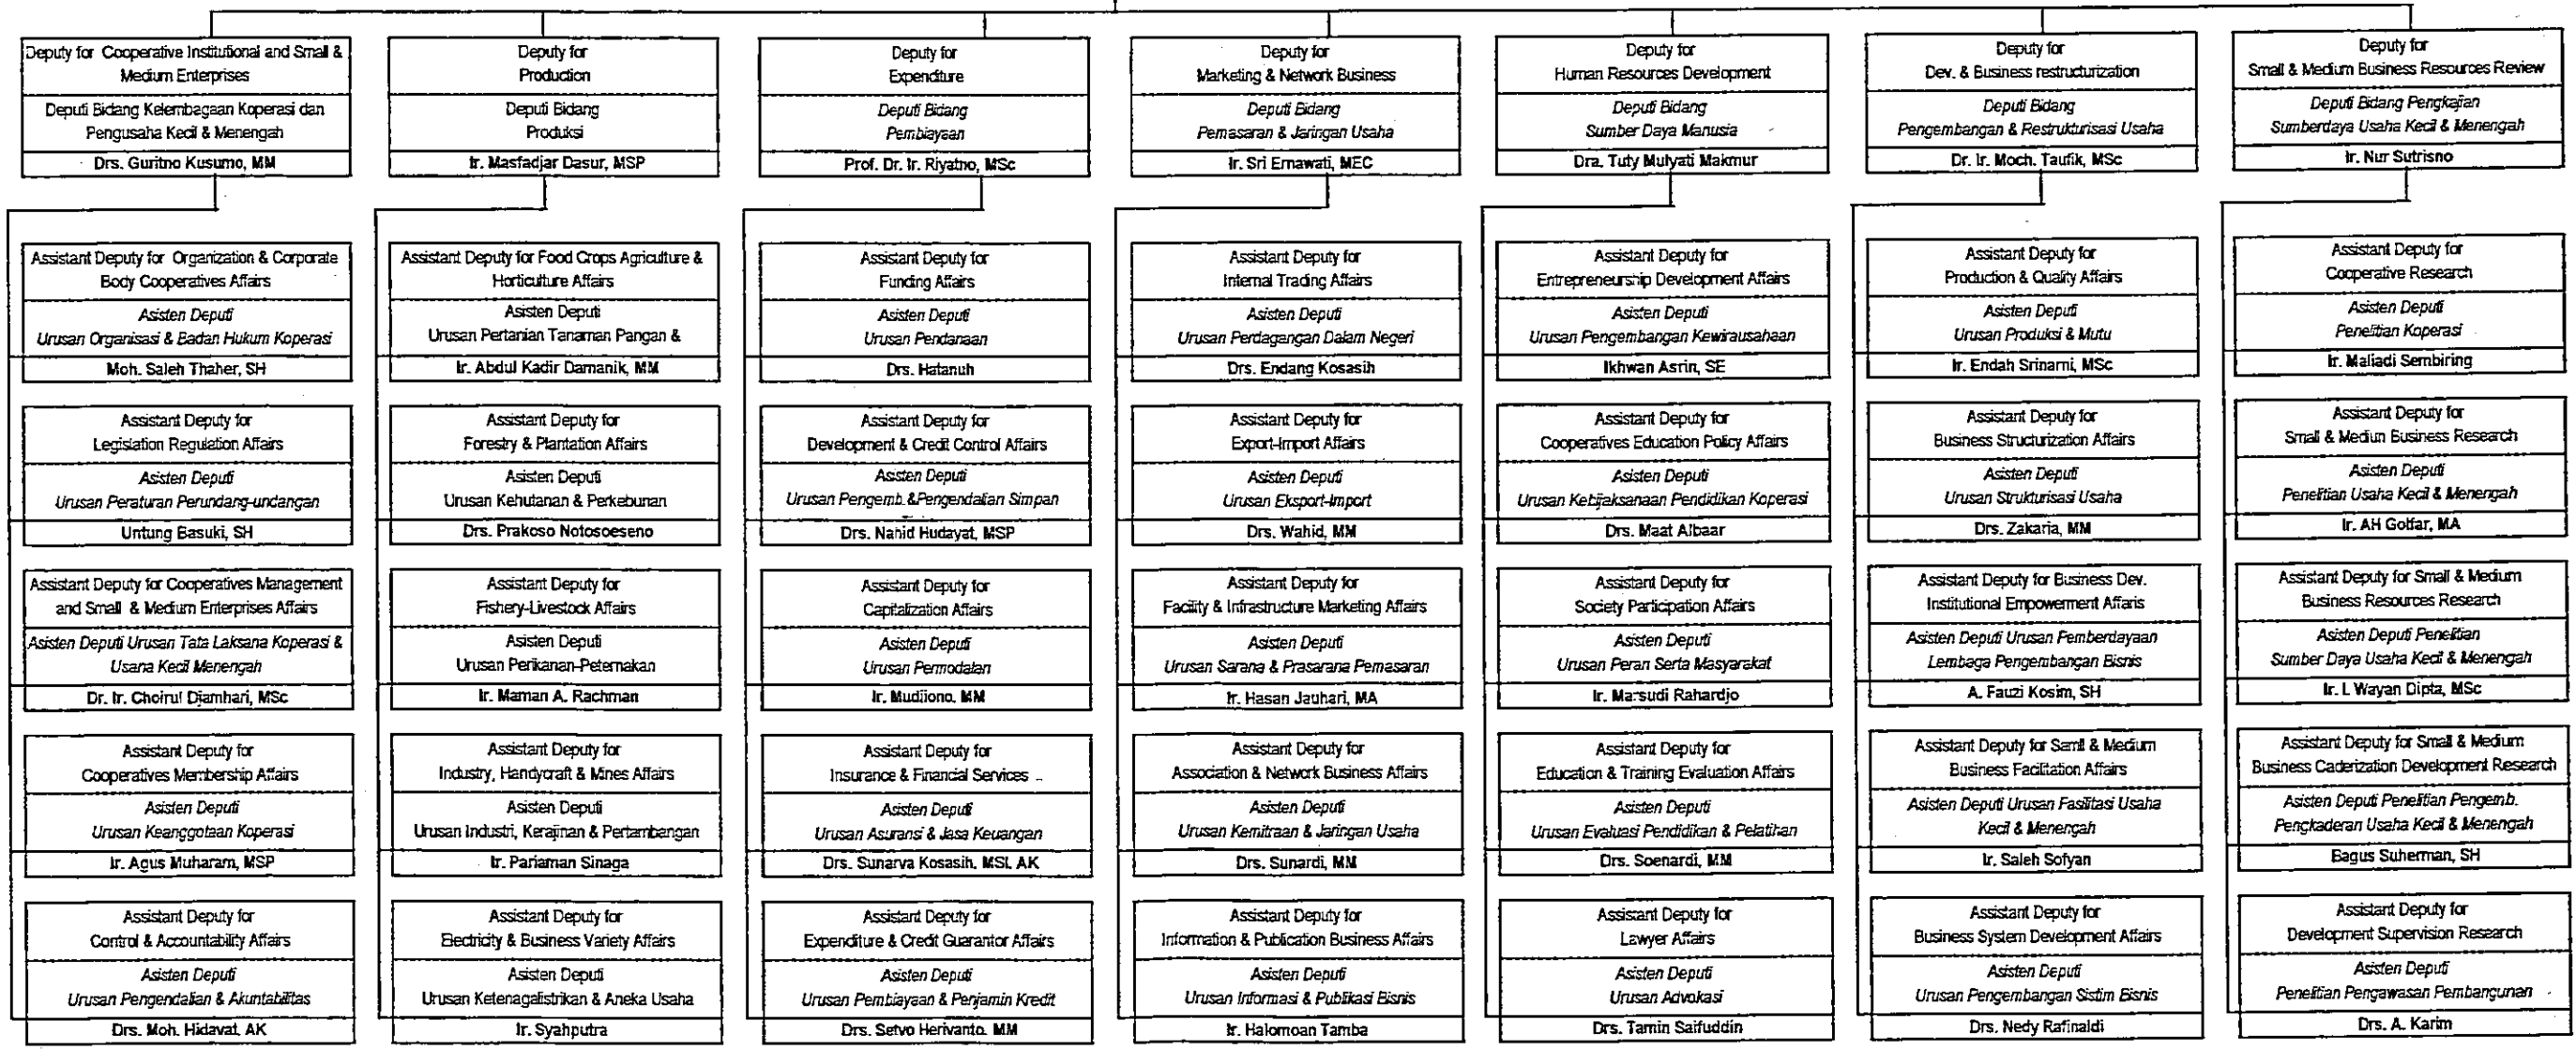 Deputy for Cooperative Institutional and Small &
Medium Enterprises
Deputi Bidang Kelembagaan Koperasi dan
Pengusaha Kecil & Menengah
Drs. Guritno Kusumo, MM
Deputy for
Production
Deputi Bidang
Produksi
Ir. Masfadjar Dasur, MSP
Deputy for
Expenditure
Deputi Bidang
Pembiayaan
Prof. Dr. Ir. Riyatno, MSc
Deputy for
Marketing & Network Business
Deputi Bidang
Pemasaran & Jaringan Usaha
Ir. Sri Ernawati, MEC
Deputy for
Human Resources Development
Deputi Bidang
Sumber Daya Manusia
Dra. Tuty Mulyati Makmur
Deputy for
Dev. & Business restructurization
Deputi Bidang
Pengembangan & Restrukturisasi Usaha
Dr. Ir. Moch. Taufik, MSc
Deputy for
Small & Medium Business Resources Review
Deputi Bidang Pengkajian
Sumberdaya Usaha Kecil & Menengah
Ir. Nur Sutrisno
Assistant Deputy for Organization & Corporate
Body Cooperatives Affairs
Asisten Deputi
Urusan Organisasi & Badan Hukum Koperasi
Moh. Saleh Thaher, SH
Assistant Deputy for Food Crops Agriculture &
Horticulture Affairs
Asisten Deputi
Urusan Pertanian Tanaman Pangan &
Ir. Abdul Kadir Damanik, MM
Assistant Deputy for
Funding Affairs
Asisten Deputi
Urusan Pendanaan
Drs. Hatanuh
Assistant Deputy for
Internal Trading Affairs
Asisten Deputi
Urusan Perdagangan Dalam Negeri
Drs. Endang Kosasih
Assistant Deputy for
Entrepreneurship Development Affairs
Asisten Deputi
Urusan Pengembangan Kewirausahaan
Ikhwan Asrin, SE
Assistant Deputy for
Production & Quality Affairs
Asisten Deputi
Urusan Produksi & Mutu
Ir. Endah Srinarni, MSc
Assistant Deputy for
Cooperative Research
Asisten Deputi
Penelitian Koperasi
Ir. Maliadi Sembiring
Assistant Deputy for
Legislation Regulation Affairs
Asisten Deputi
Urusan Peraturan Perundang-undangan
Untung Basuki, SH
Assistant Deputy for
Forestry & Plantation Affairs
Asisten Deputi
Urusan Kehutanan & Perkebunan
Drs. Prakoso Notosoeseno
Assistant Deputy for
Development & Credit Control Affairs
Asisten Deputi
Urusan Pengemb. &Pengendalian Simpan
Drs. Nahid Hudayat, MSP
Assistant Deputy for
Export-Import Affairs
Asisten Deputi
Urusan Eksport-Import
Drs. Wahid, MM
Assistant Deputy for
Cooperatives Education Policy Affairs
Asisten Deputi
Urusan Kebijaksanaan Pendidikan Koperasi
Drs. Maat Albaar
Assistant Deputy for
Business Structurization Affairs
Asisten Deputi
Urusan Strukturisasi Usaha
Drs. Zakaria, MM
Assistant Deputy for
Small & Mediun Business Research
Asisten Deputi
Penelitian Usaha Kecil & Menengah
Ir. AH Golfar, MA
Assistant Deputy for Cooperatives Management
and Small & Medium Enterprises Affairs
Asisten Deputi Urusan Tata Laksana Koperasi &
Usana Kecil Menengah
Dr. Ir. Choirul Djamhari, MSc
Assistant Deputy for
Fishery-Livestock Affairs
Asisten Deputi
Urusan Perikanan-Peternakan
Ir. Maman A. Rachman
Assistant Deputy for
Capitalization Affairs
Asisten Deputi
Urusan Permodalan
Ir. Mudjiono, MM
Assistant Deputy for
Facility & Infrastructure Marketing Affairs
Asisten Deputi
Urusan Sarana & Prasarana Pemasaran
Ir. Hasan Jauhari, MA
Assistant Deputy for
Society Participation Affairs
Asisten Deputi
Urusan Peran Serta Masyarakat
Ir. Marsudi Rahardjo
Assistant Deputy for Business Dev.
Institutional Empowerment Affaris
Asisten Deputi Urusan Pemberdayaan
Lembaga Pengembangan Bisnis
A. Fauzi Kosim, SH
Assistant Deputy for Small & Medium
Business Resources Research
Asisten Deputi Penelitian
Sumber Daya Usaha Kecil & Menengah
Ir. I. Wayan Dipta, MSc
Assistant Deputy for
Cooperatives Membership Affairs
Asisten Deputi
Urusan Keanggotaan Koperasi
Ir. Agus Muharam, MSP
Assistant Deputy for
Industry, Handycraft & Mines Affairs
Asisten Deputi
Urusan Industri, Kerajinan & Pertambangan
Ir. Pariaman Sinaga
Assistant Deputy for
Insurance & Financial Services
Asisten Deputi
Urusan Asuransi & Jasa Keuangan
Drs. Sunarya Kosasih, MSI, AK
Assistant Deputy for
Association & Network Business Affairs
Asisten Deputi
Urusan Kemitraan & Jaringan Usaha
Drs. Sunardi, MM
Assistant Deputy for
Education & Training Evaluation Affairs
Asisten Deputi
Urusan Evaluasi Pendidikan & Pelatihan
Drs. Soenardi, MM
Assistant Deputy for Samll & Medium
Business Facilitation Affairs
Asisten Deputi Urusan Fasilitasi Usaha
Kecil & Menengah
Ir. Saleh Sofyan
Assistant Deputy for Small & Medium
Business Caderization Development Research
Asisten Deputi Penelitian Pengemb.
Pengkaderan Usaha Kecil & Menengah
Bagus Suherman, SH
Assistant Deputy for
Control & Accountability Affairs
Asisten Deputi
Urusan Pengendalian & Akuntabilitas
Drs. Moh. Hidayat, AK
Assistant Deputy for
Electricity & Business Variety Affairs
Asisten Deputi
Urusan Ketenagalistrikan & Aneka Usaha
Ir. Syahputra
Assistant Deputy for
Expenditure & Credit Guarantor Affairs
Asisten Deputi
Urusan Pembiayaan & Penjamin Kredit
Drs. Setyo Heriyanto, MM
Assistant Deputy for
Information & Publication Business Affairs
Asisten Deputi
Urusan Informasi & Publikasi Bisnis
Ir. Halomoan Tamba
Assistant Deputy for
Lawyer Affairs
Asisten Deputi
Urusan Advokasi
Drs. Tamin Saifuddin
Assistant Deputy for
Business System Development Affairs
Asisten Deputi
Urusan Pengembangan Sistim Bisnis
Drs. Nedy Rafinaldi
Assistant Deputy for
Development Supervision Research
Asisten Deputi
Penelitian Pengawasan Pembangunan
Drs. A. Karim